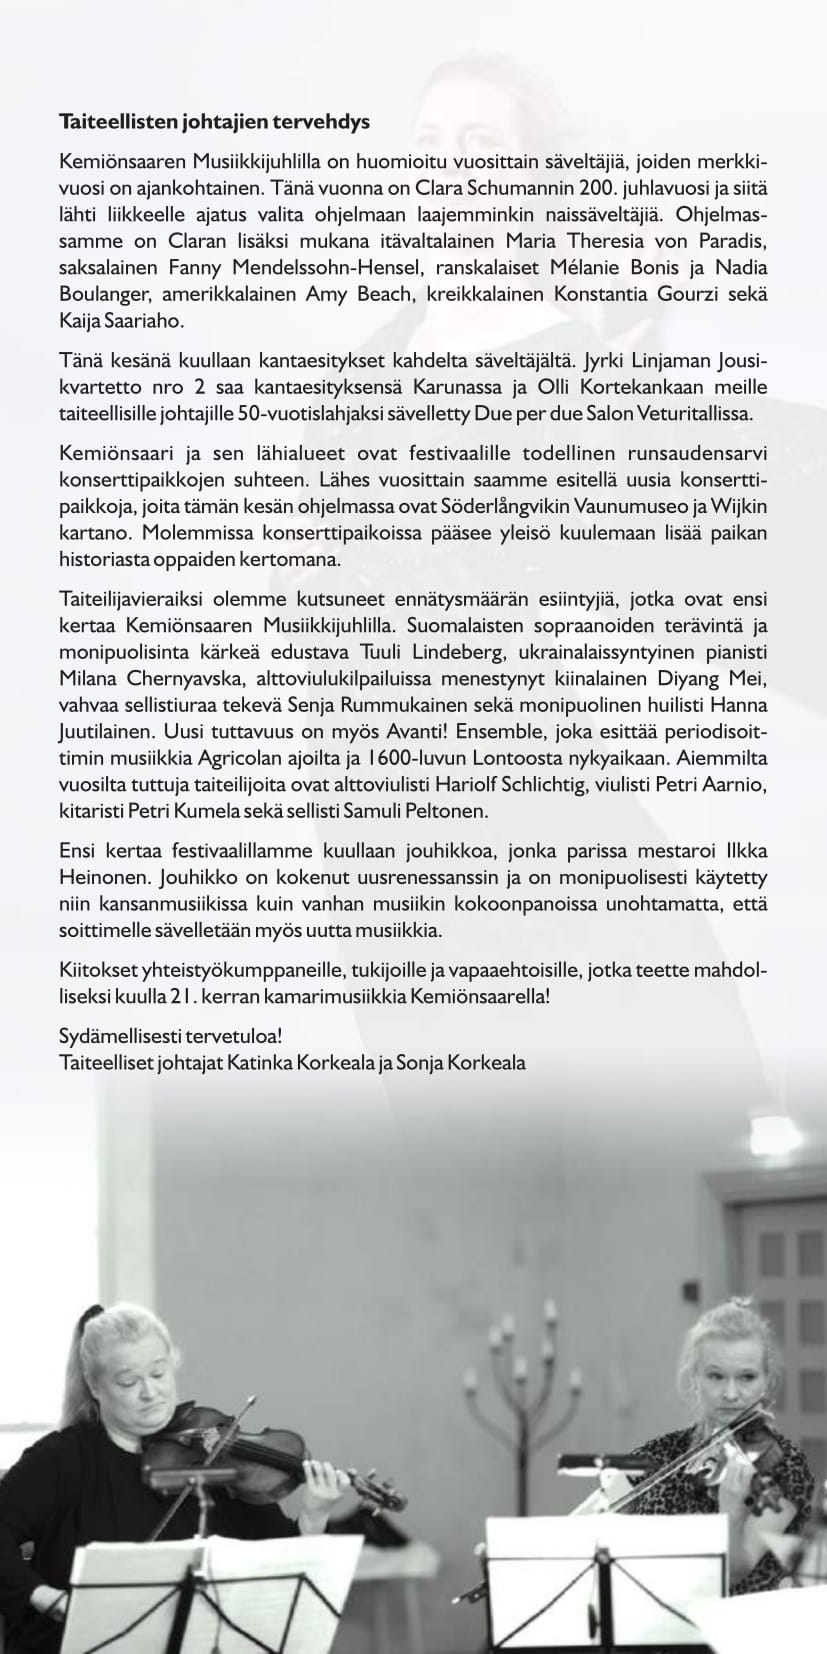 Taiteellisten johtajien tervehdys
Kemiönsaaren Musiikkijuhlilla on huomioitu vuosittain säveltäjiä, joiden merkki-
vuosi on ajankohtainen. Tänä vuonna on Clara Schumannin 200. juhlavuosi ja siitä
lähti liikkeelle ajatus valita ohjelmaan laajemminkin naissäveltäjiä. Ohjelmas-
samme on Claran lisäksi mukana itävaltalainen Maria Theresia von Paradis,
saksalainen Fanny Mendelssohn-Hensel, ranskalaiset Mélanie Bonis ja Nadia
Boulanger, amerikkalainen Amy Beach, kreikkalainen Konstantia Gourzi sekä
Kaija Saariaho.
Tänä kesänä kuullaan kantaesitykset kahdelta säveltäjältä. Jyrki Linjaman Jousi-
kvartetto nro 2 saa kantaesityksensä Karunassa ja Olli Kortekankaan meille
taiteellisille johtajille 50-vuotislahjaksi sävelletty Due per due Salon Veturitallissa.
Kemiönsaari ja sen lähialueet ovat festivaalille todellinen runsaudensarvi
konserttipaikkojen suhteen. Lähes vuosittain saamme esitellä uusia konsertti-
paikkoja, joita tämän kesän ohjelmassa ovat Söderlångvikin Vaunumuseo ja Wijkin
kartano. Molemmissa konserttipaikoissa pääsee yleisö kuulemaan lisää paikan
historiasta oppaiden kertomana.
Taiteilijavieraiksi olemme kutsuneet ennätysmäärän esiintyjiä, jotka ovat ensi
kertaa Kemiönsaaren Musiikkijuhlilla. Suomalaisten sopraanoiden terävintä ja
monipuolisinta kärkeä edustava Tuuli Lindeberg, ukrainalaissyntyinen pianisti
Milana Chernyavska, alttoviulukilpailuissa menestynyt kiinalainen Diyang Mei,
vahvaa sellistiuraa tekevä Senja Rummukainen sekä monipuolinen huilisti Hanna
Juutilainen. Uusi tuttavuus on myös Avanti! Ensemble, joka esittää periodisoit-
timin musiikkia Agricolan ajoilta ja 1600-luvun Lontoosta nykyaikaan. Aiemmilta
vuosilta tuttuja taiteilijoita ovat alttoviulisti Hariolf Schlichtig, viulisti Petri Aarnio,
kitaristi Petri Kumela sekä sellisti Samuli Peltonen.
Ensi kertaa festivaalillamme kuullaan jouhikkoa, jonka parissa mestaroi Ilkka
Heinonen. Jouhikko on kokenut uusrenessanssin ja on monipuolisesti käytetty
niin kansanmusiikissa kuin vanhan musiikin kokoonpanoissa unohtamatta, että
soittimelle sävelletään myös uutta musiikkia.
Kiitokset yhteistyökumppaneille, tukijoille ja vapaaehtoisille, jotka teette mahdol-
liseksi kuulla 21. kerran kamarimusiikkia Kemiönsaarella!
Sydämellisesti tervetuloa!
Taiteelliset johtajat Katinka Korkeala ja Sonja Korkeala